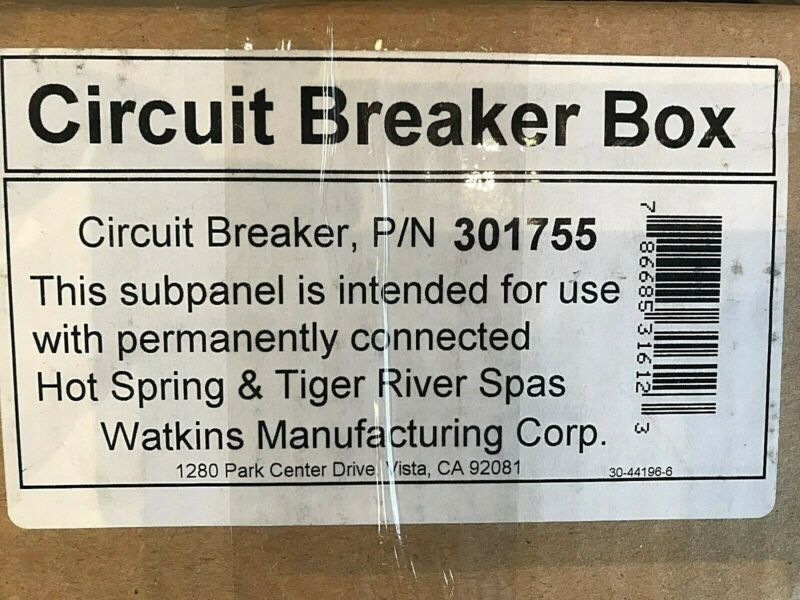 Circuit Breaker Box
Circuit Breaker, P/N 301755
This subpanel is intended for use
with permanently connected
Hot Spring & Tiger River Spas
Watkins Manufacturing Corp.
1280 Park Center Drive, Vista, CA 92081
30-44196-6
7 86685 31612 3